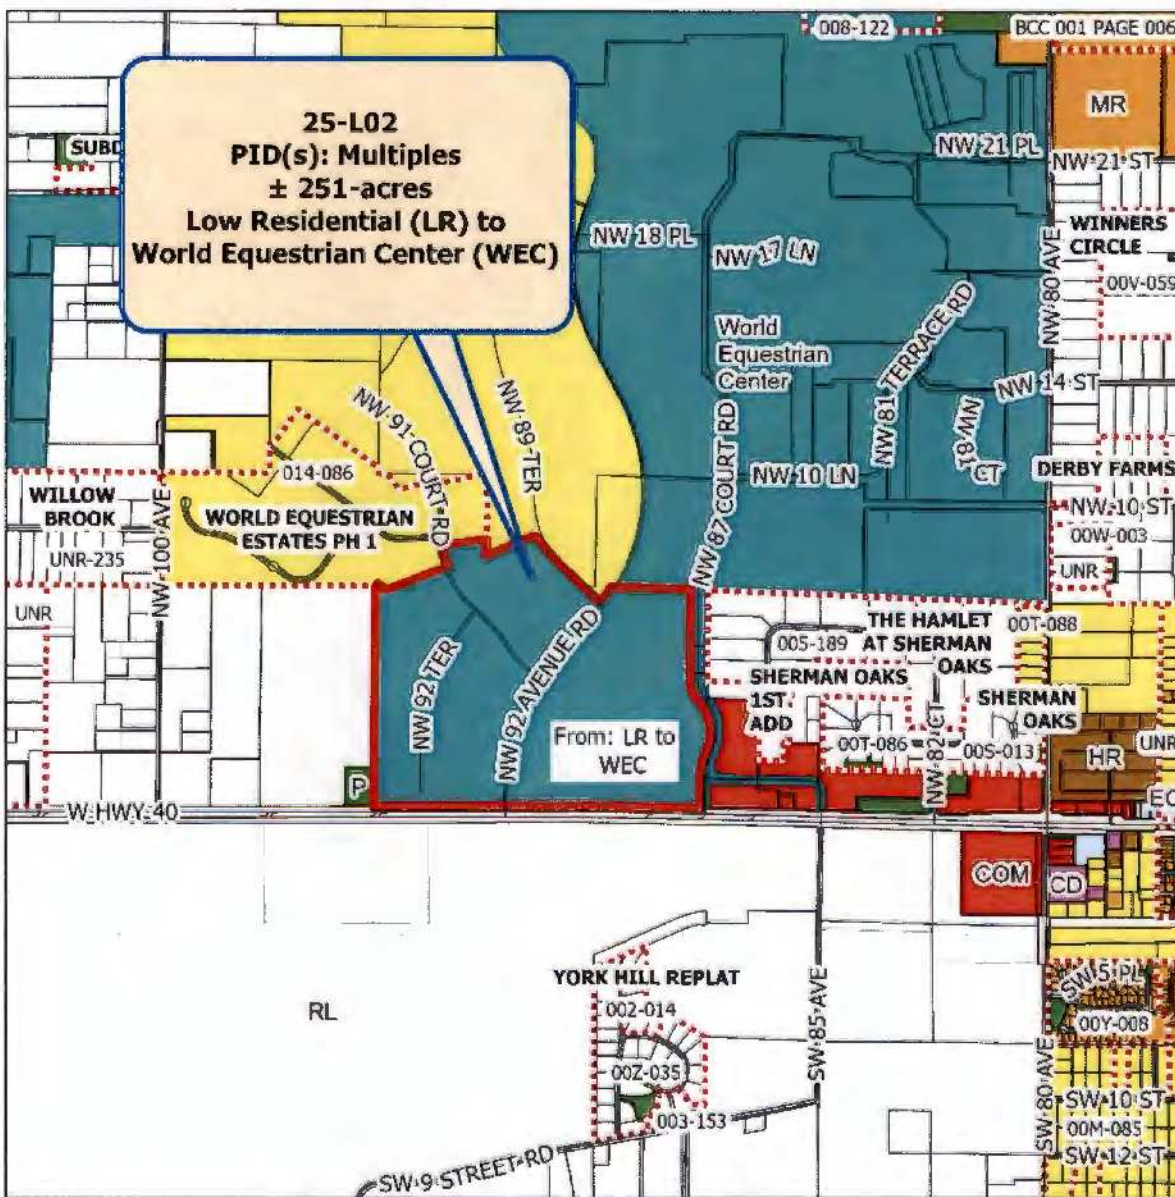 008-122
BCC 001 PAGE 006
25-L02
PID(s): Multiples
± 251-acres
Low Residential (LR) to
World Equestrian Center (WEC)
MR
NW 21 PL
NW 21 ST
WINNERS
CIRCLE
NW 18 PL
NW 17 LN
00V-059
NW 80 AVE
World
Equestrian
Center
NW 81 TERRACE RD
NW 14 ST
NW 89 TER
NW 91 COURT RD
NW 87 COURT RD
CT
014-086
NW 10 LN
DERBY FARMS
NW 10 ST
WILLOW
BROOK
WORLD EQUESTRIAN
ESTATES PH 1
00W-003
UNR-235
UNR
NW 100 AVE
UNR
THE HAMLET
AT SHERMAN
OAKS
00T-088
005-189
SHERMAN OAKS
1ST
ADD
SHERMAN
OAKS
NW 92 TER
NW 92 AVENUE RD
From: LR to
WEC
00T-086
NW 82 CT
00S-013
HR
UNR
P
W HWY 40
COM
CD
YORK HILL REPLAT
002-014
RL
SW 85 AVE
SW 5 PL
00Y-008
00Z-035
SW 80 AVE
003-153
SW 10 ST
00M-085
SW 12 ST
SW 9 STREET RD